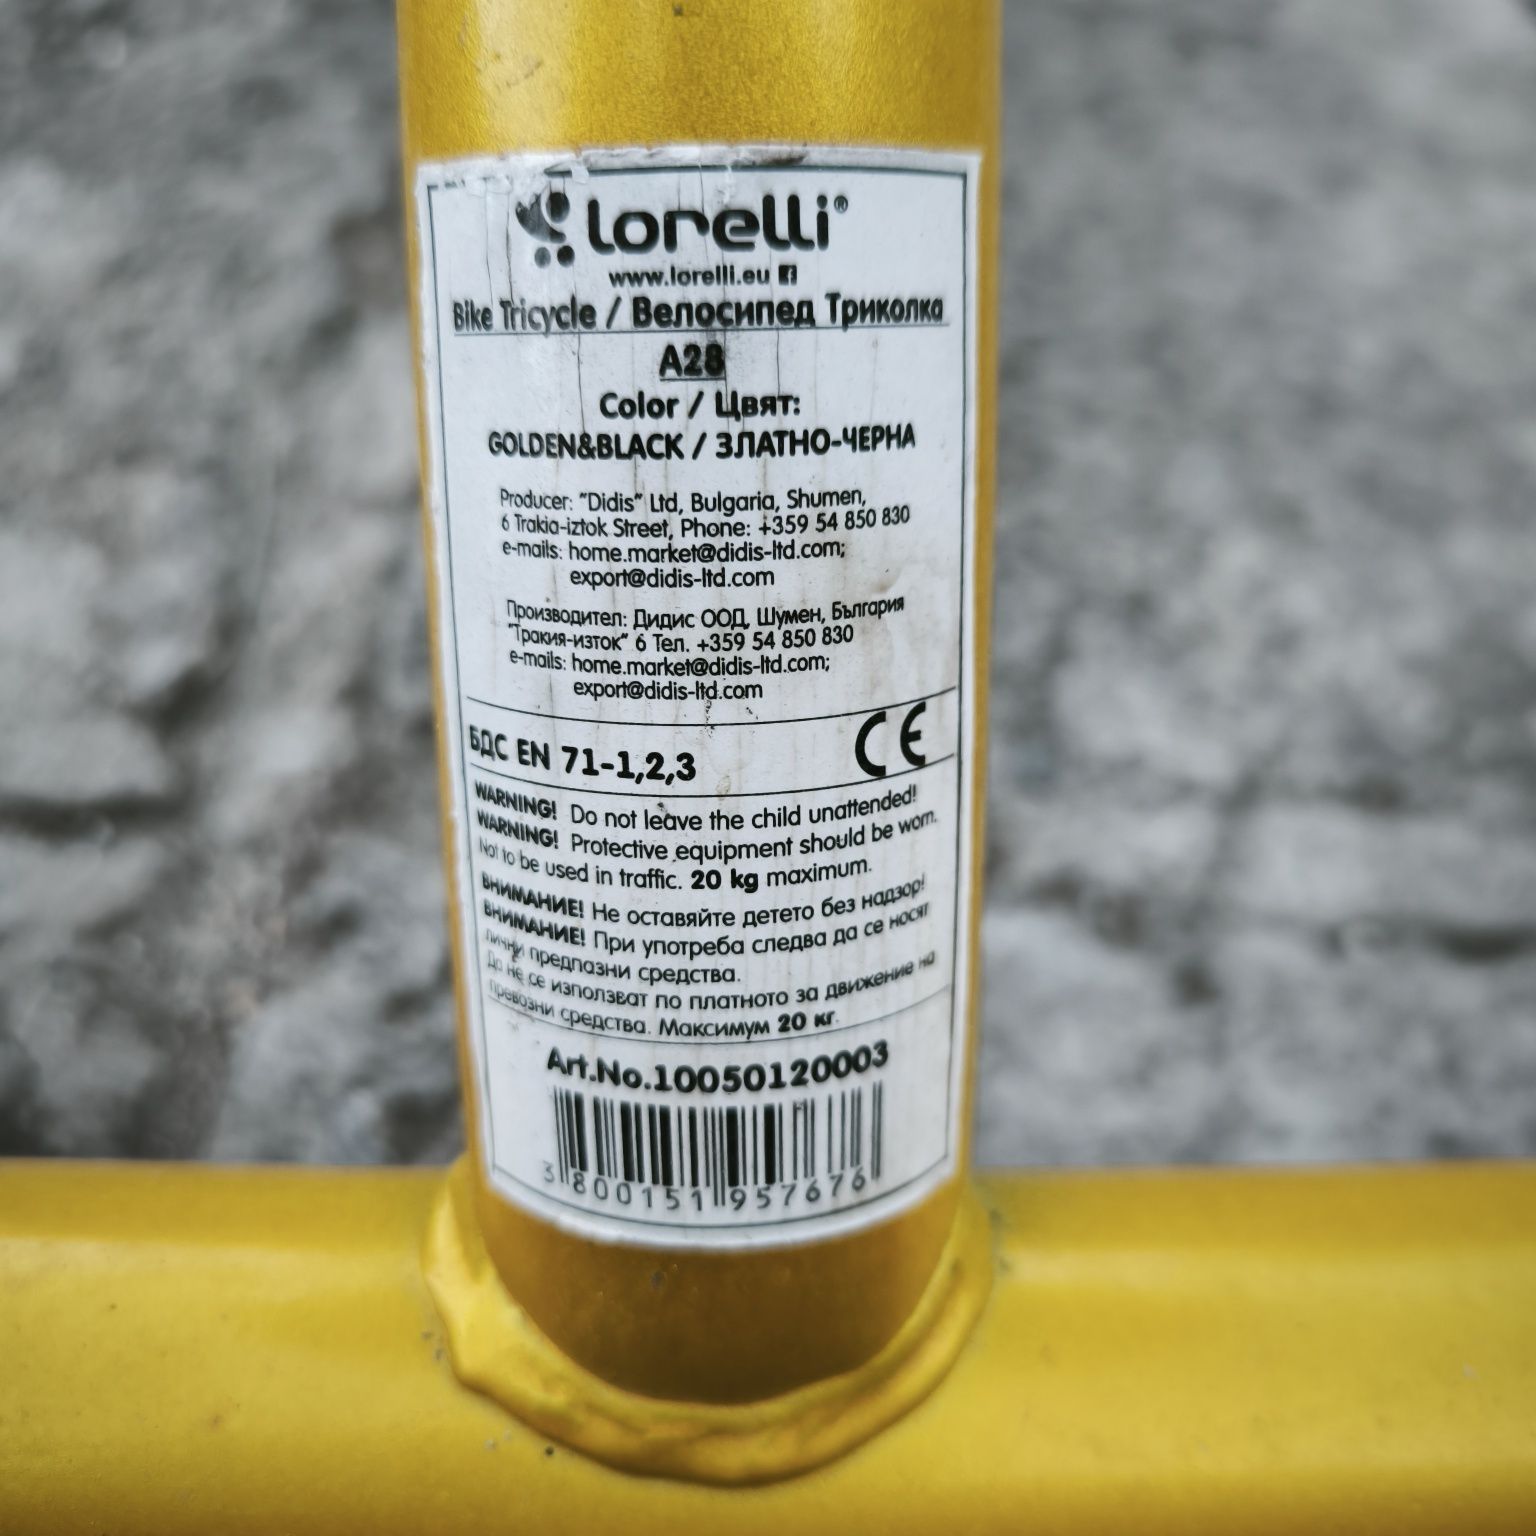 lorelli®
www.lorelli.eu
Bike Tricycle / Велосипед Триколка
A28
Color / Цвят:
GOLDEN&BLACK / ЗЛАТНО-ЧЕРНА
Producer: "Didis" Ltd, Bulgaria, Shumen,
6 Trakia-iztok Street, Phone: +359 54 850 830
e-mails: home.market@didis-ltd.com;
export@didis-ltd.com
Производител: Дидис ООД, Шумен, България
"Тракия-изток" 6 Тел. +359 54 850 830
e-mails: home.market@didis-ltd.com;
export@didis-ltd.com
БДС EN 71-1,2,3 CE
WARNING! Do not leave the child unattended!
WARNING! Protective equipment should be worn.
Not to be used in traffic. 20 kg maximum.
ВНИМАНИЕ! Не оставяйте детето без надзор!
ВНИМАНИЕ! При употреба следва да се носят
лични предпазни средства.
Да не се използват по платното за движение на
превозни средства. Максимум 20 кг.
Art.No.10050120003
3 800151 957676